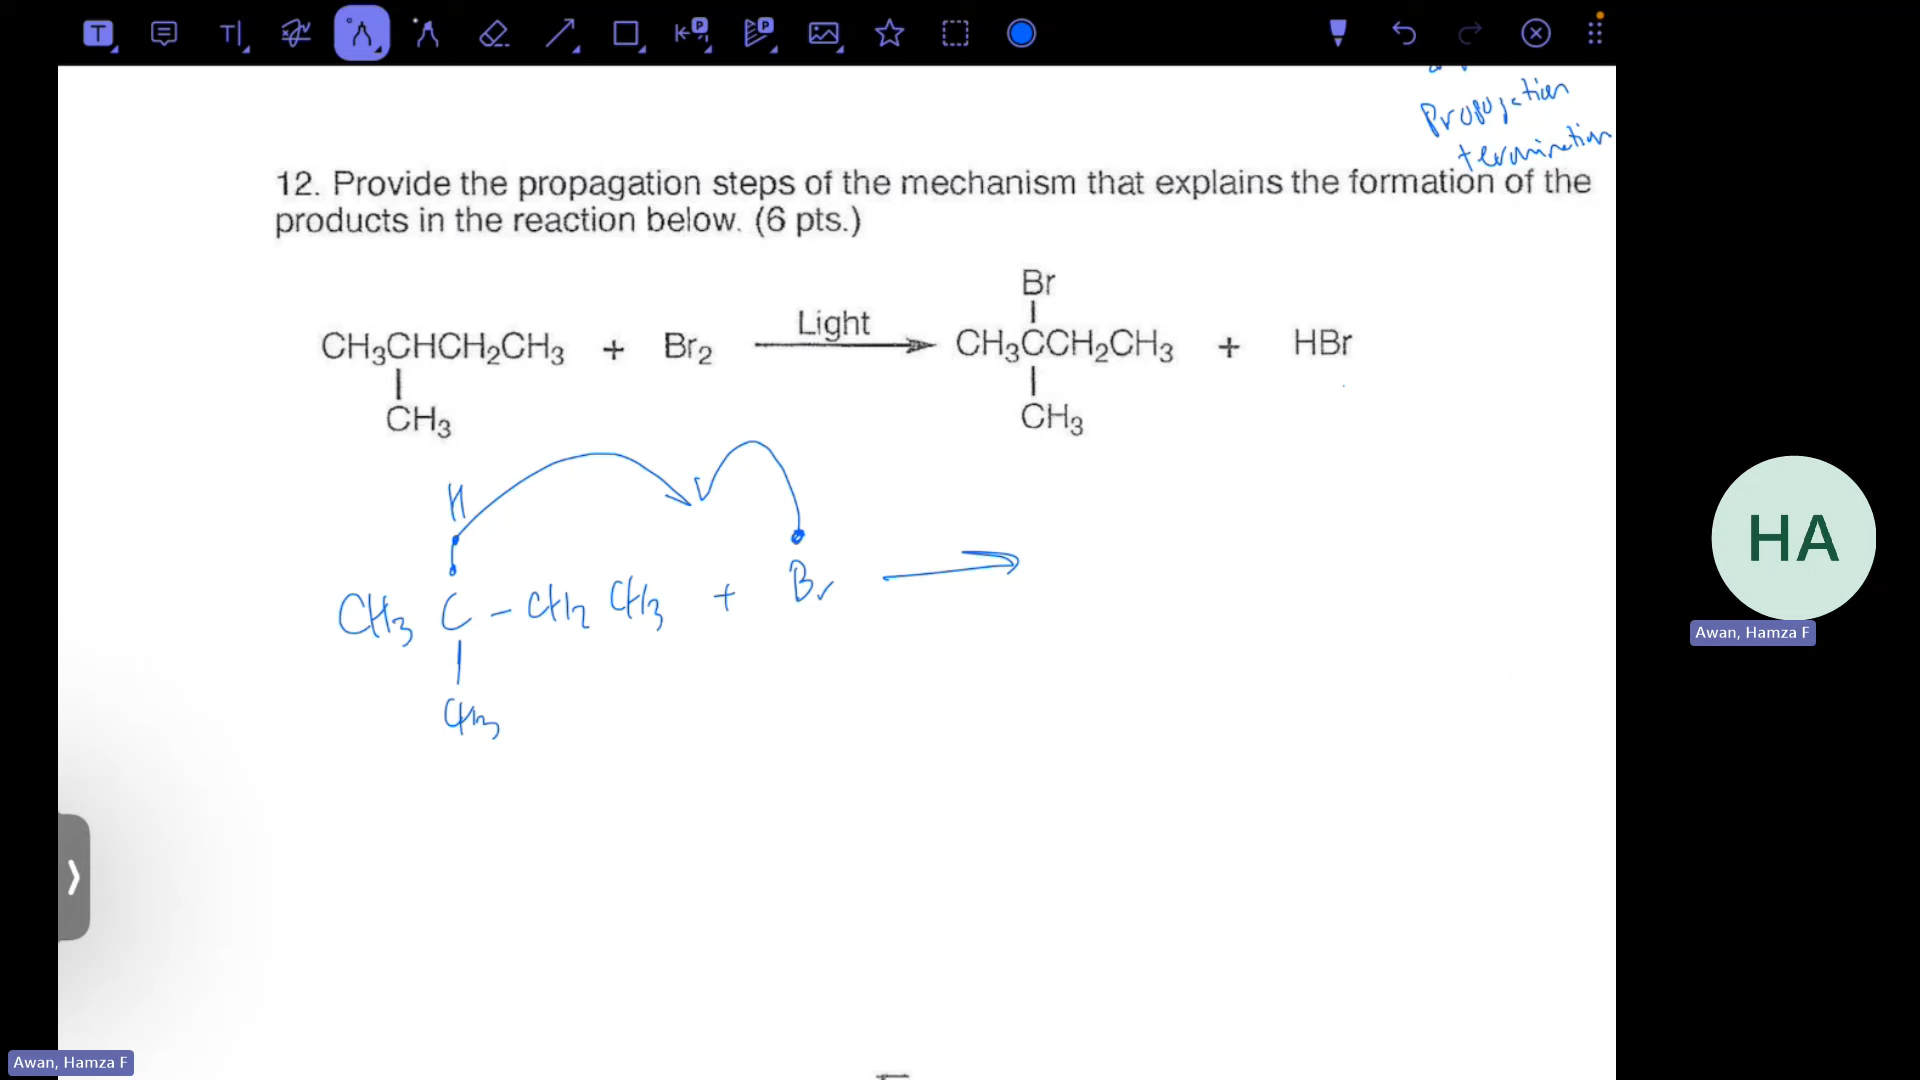 Propagation
termination
12. Provide the propagation steps of the mechanism that explains the formation of the
products in the reaction below. (6 pts.)
Br
CH3CHCH2CH3 + Br2 Light CH3CCH2CH3 + HBr
CH3 CH3
H
CH3 C - CH2 CH3 + Br
CH3
HA
Awan, Hamza F
Awan, Hamza F